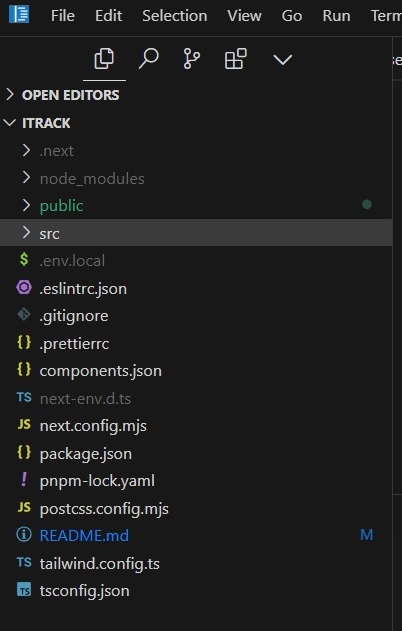 File Edit Selection View Go Run Term
se
OPEN EDITORS
ITRACK
.next
node_modules
public
src
$ .env.local
.eslintrc.json
.gitignore
{} .prettierrc
{} components.json
TS next-env.d.ts
JS next.config.mjs
{} package.json
! pnpm-lock.yaml
JS postcss.config.mjs
README.md M
TS tailwind.config.ts
TS tsconfig.json